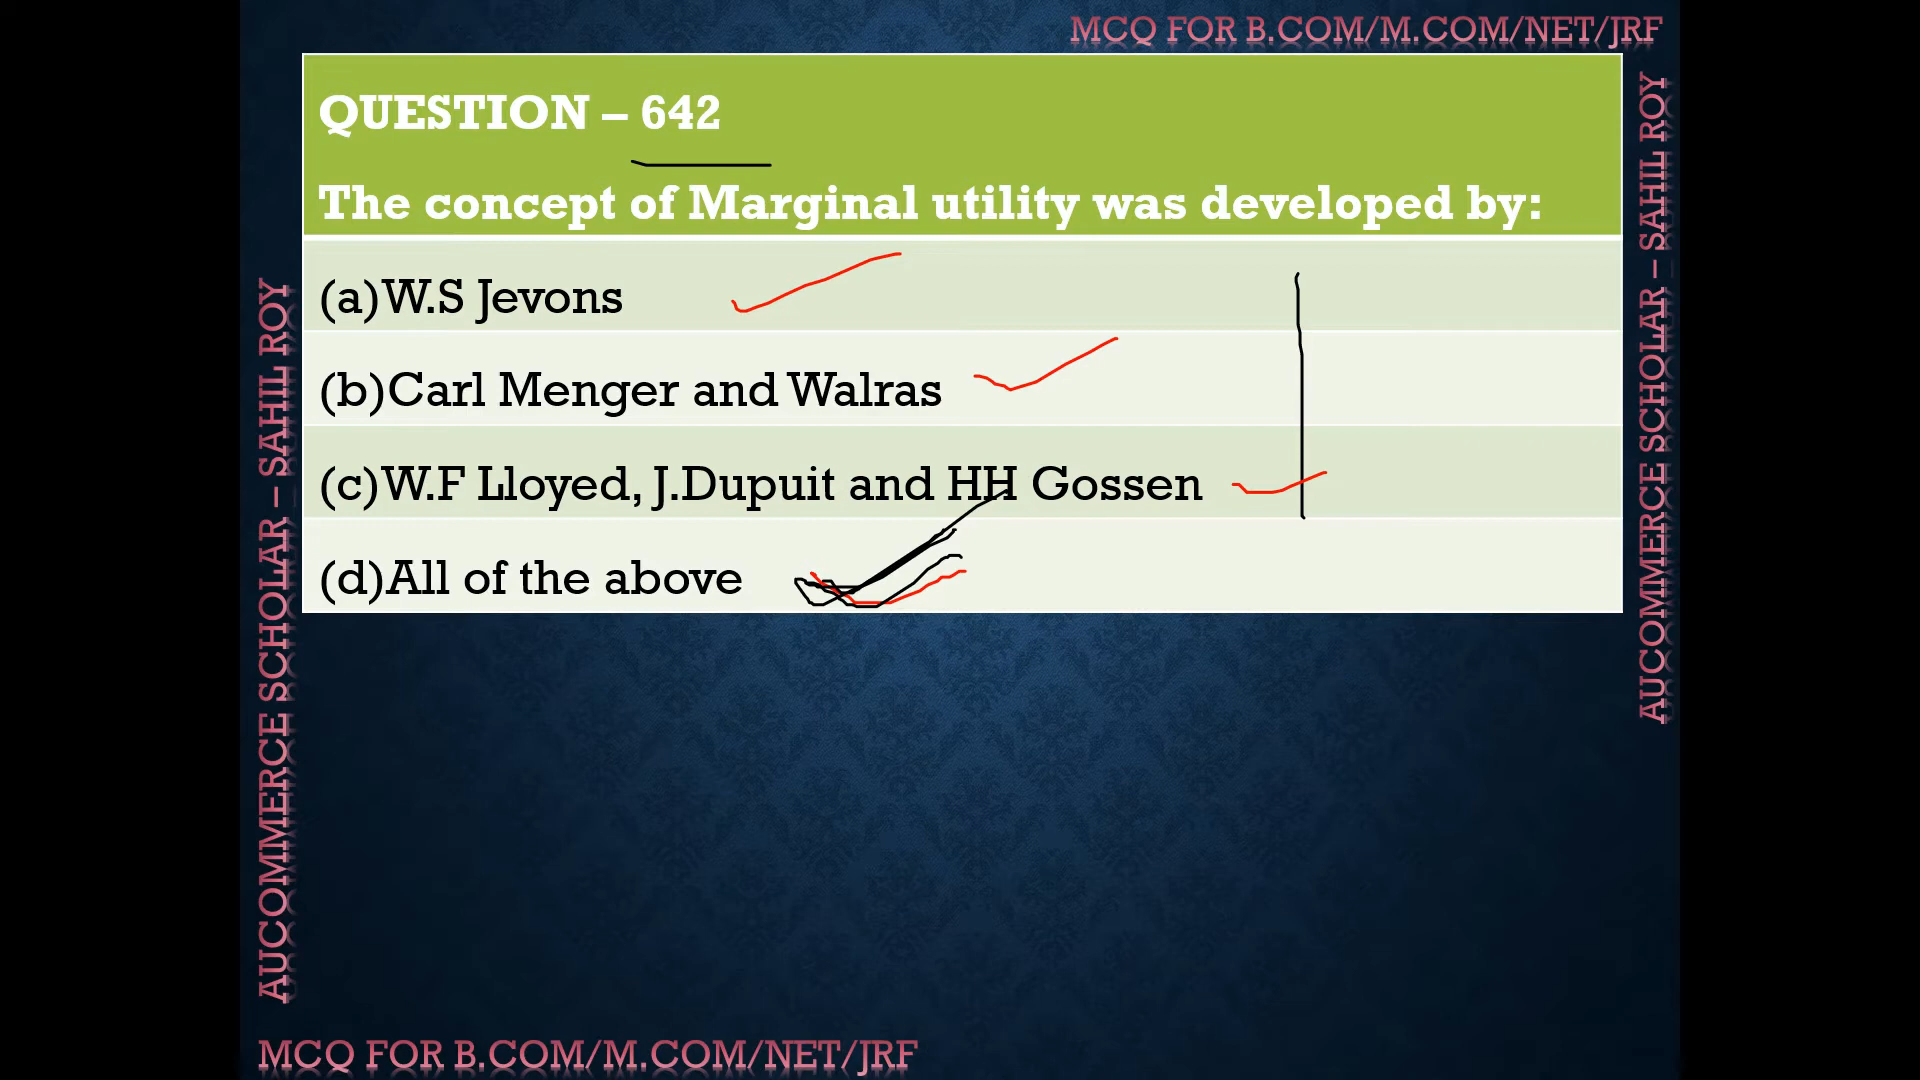 MCQ FOR B.COM/M.COM/NET/JRF
QUESTION – 642
The concept of Marginal utility was developed by:
(a)W.S Jevons
(b)Carl Menger and Walras
(c)W.F Lloyed, J.Dupuit and HH Gossen
(d)All of the above
AUCOMMERCE SCHOLAR – SAHIL ROY
AUCOMMERCE SCHOLAR – SAHIL ROY
MCQ FOR B.COM/M.COM/NET/JRF